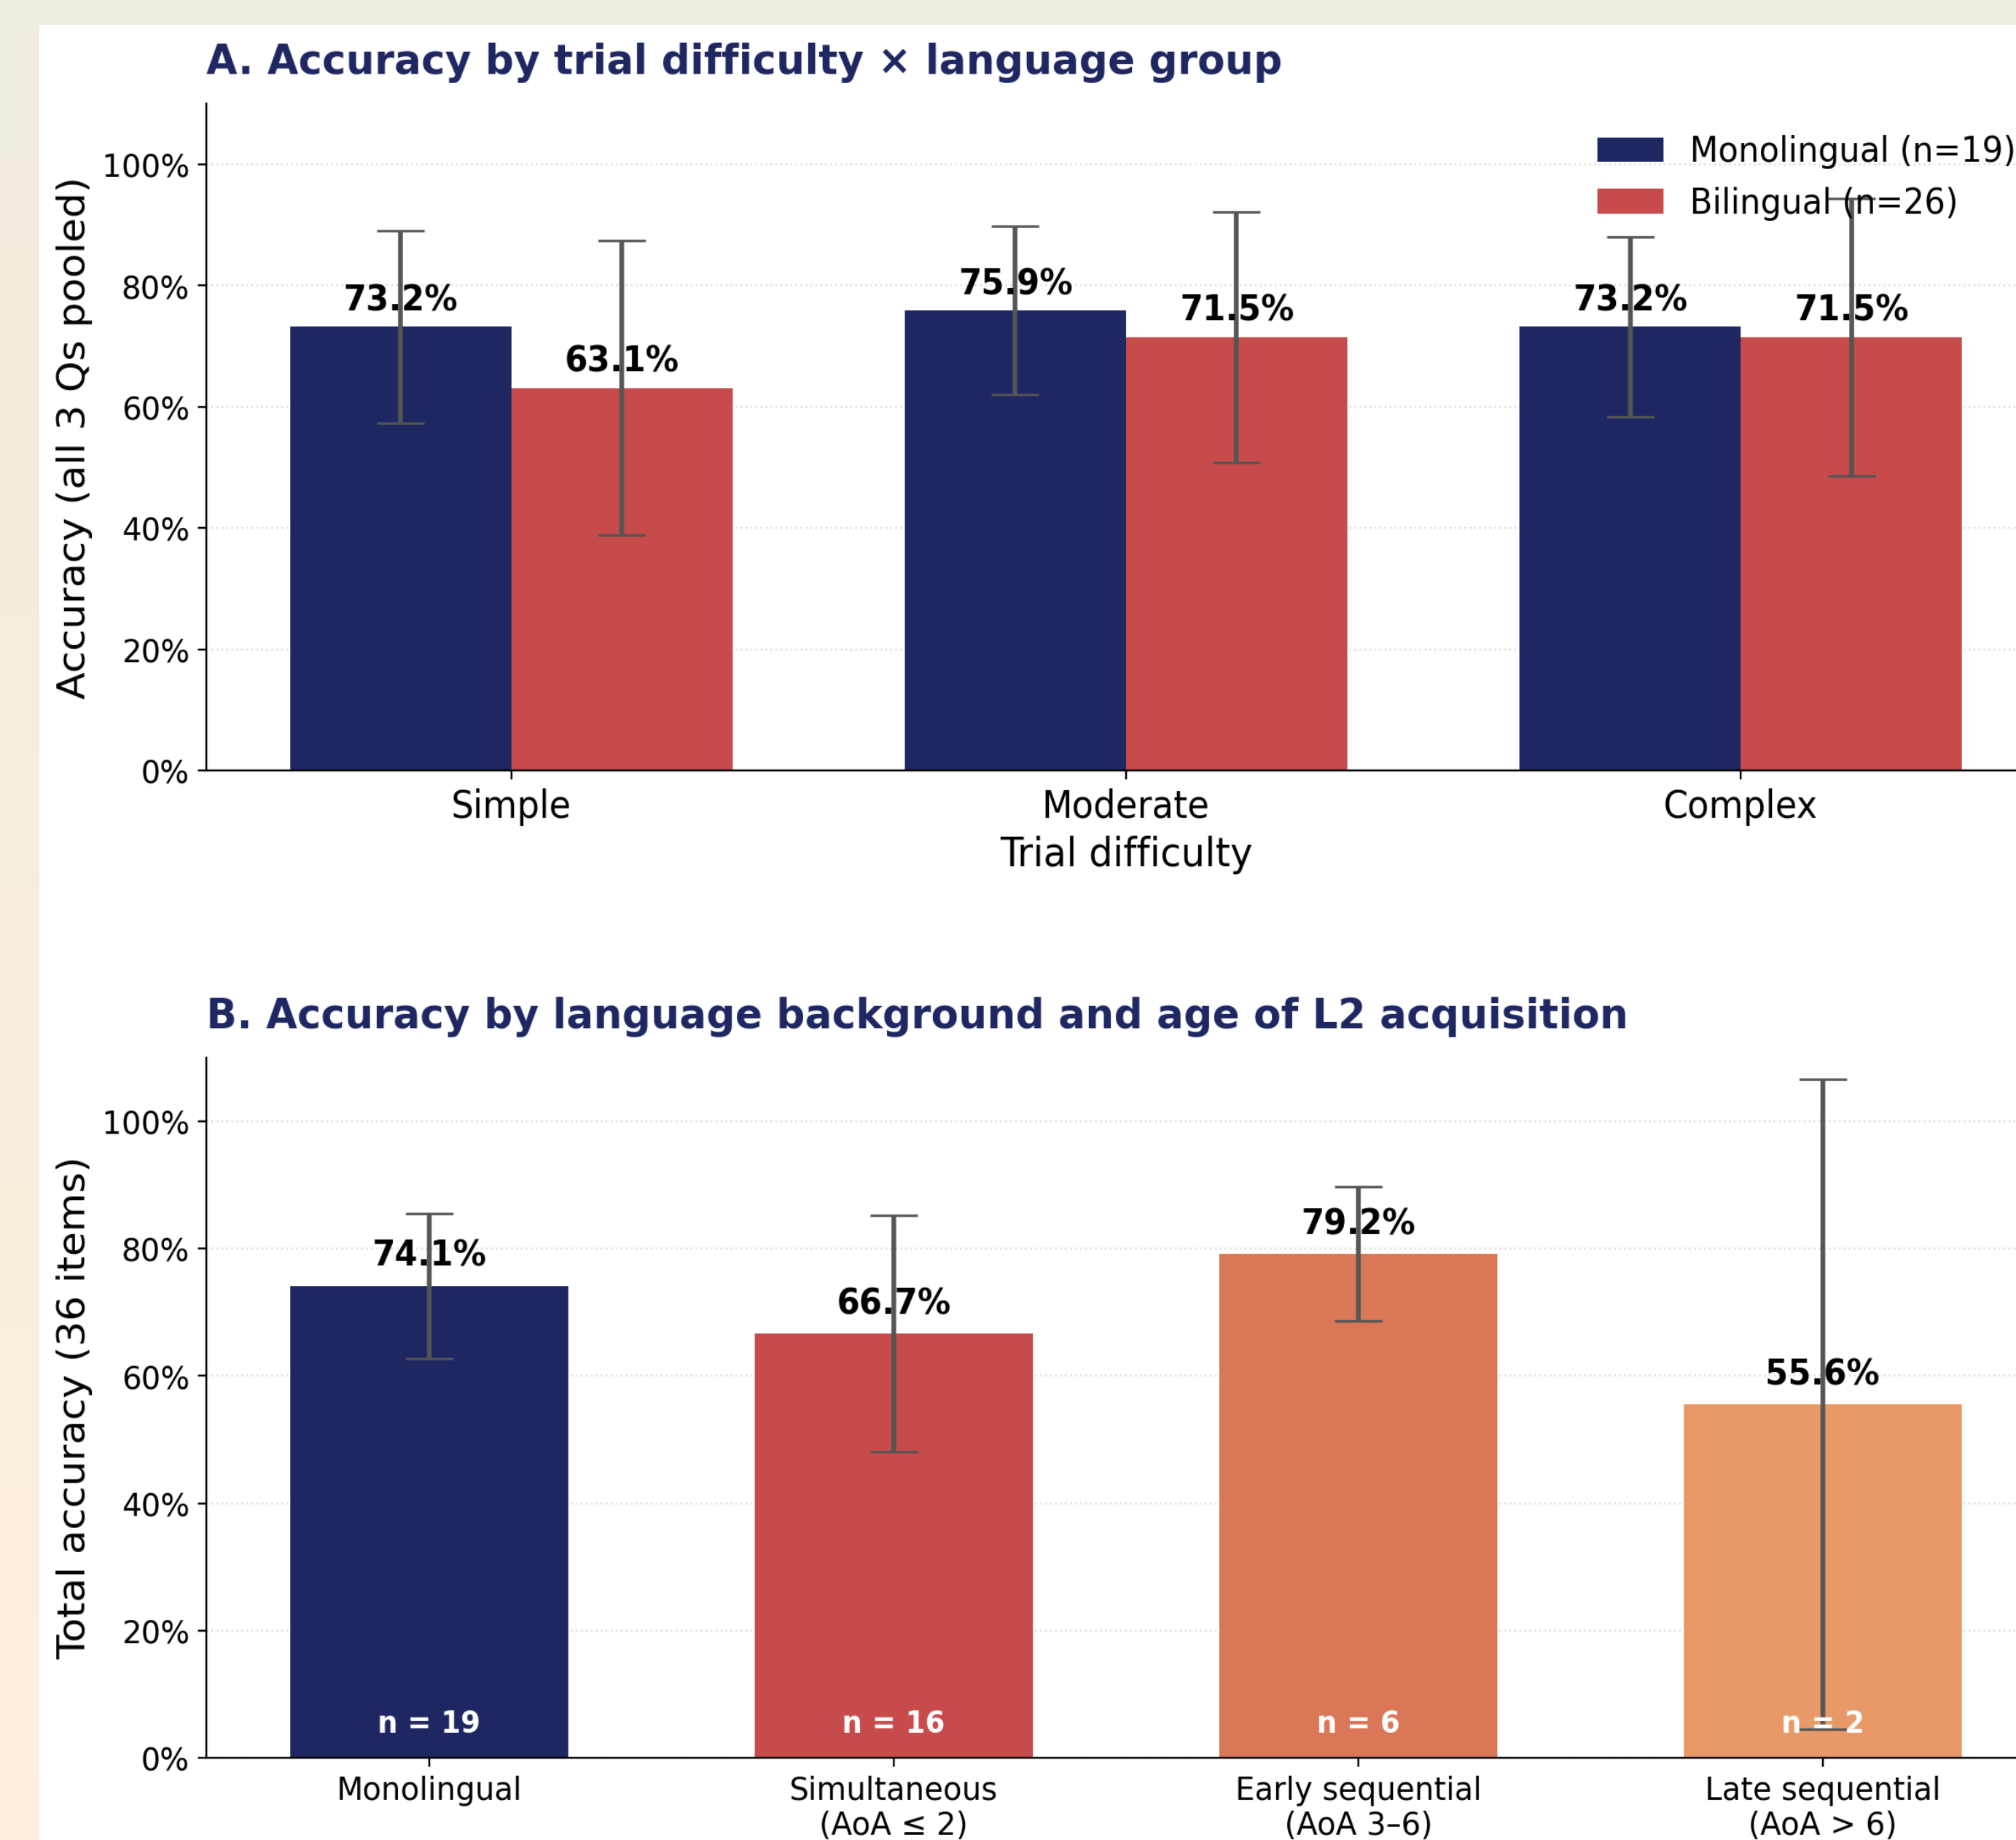 A. Accuracy by trial difficulty × language group
Accuracy (all 3 Qs pooled)
100%
80%
60%
40%
20%
0%
Monolingual (n=19)
Bilingual (n=26)
73.2%
63.1%
75.9%
71.5%
73.2%
71.5%
Simple
Moderate
Complex
Trial difficulty
B. Accuracy by language background and age of L2 acquisition
Total accuracy (36 items)
100%
80%
60%
40%
20%
0%
74.1%
66.7%
79.2%
55.6%
n = 19
n = 16
n = 6
n = 2
Monolingual
Simultaneous
(AoA ≤ 2)
Early sequential
(AoA 3–6)
Late sequential
(AoA > 6)